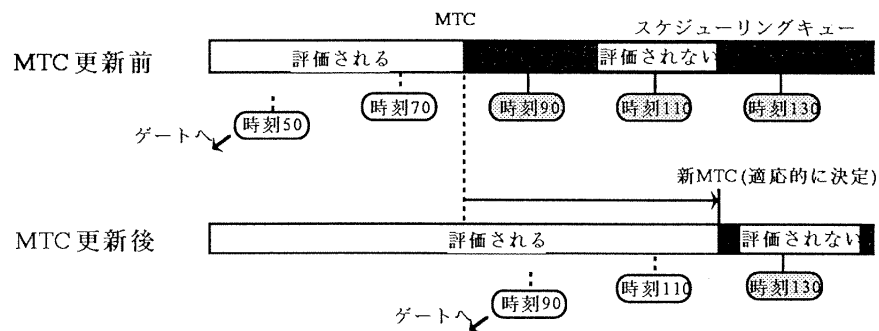 MTC
スケジューリングキュー
MTC更新前
評価される
評価されない
時刻50
時刻70
時刻90
時刻110
時刻130
ゲートへ
新MTC(適応的に決定)
MTC更新後
評価される
評価されない
時刻90
時刻110
時刻130
ゲートへ